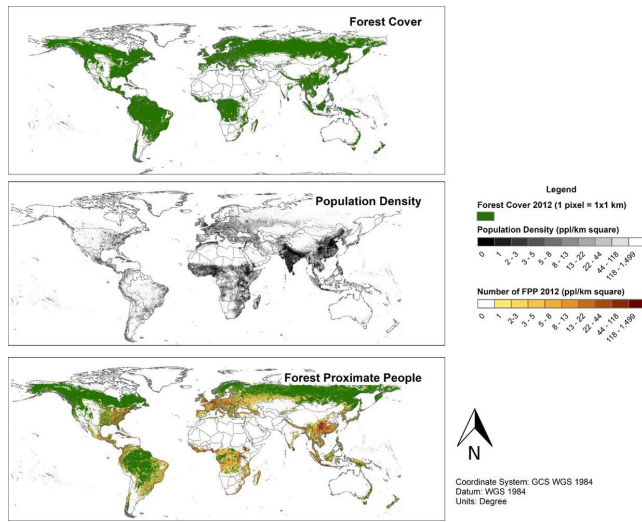 Forest Cover
Population Density
Forest Proximate People
Legend
Forest Cover 2012 (1 pixel = 1x1 km)
Population Density (ppl/km square)
0
1
2-3
3-5
5-8
8-13
13-22
22-44
44-118
118-1,499
Number of FPP 2012 (ppl/km square)
0
1
2-3
3-5
5-8
8-13
13-22
22-44
44-118
118-1,499
N
Coordinate System: GCS WGS 1984
Datum: WGS 1984
Units: Degree